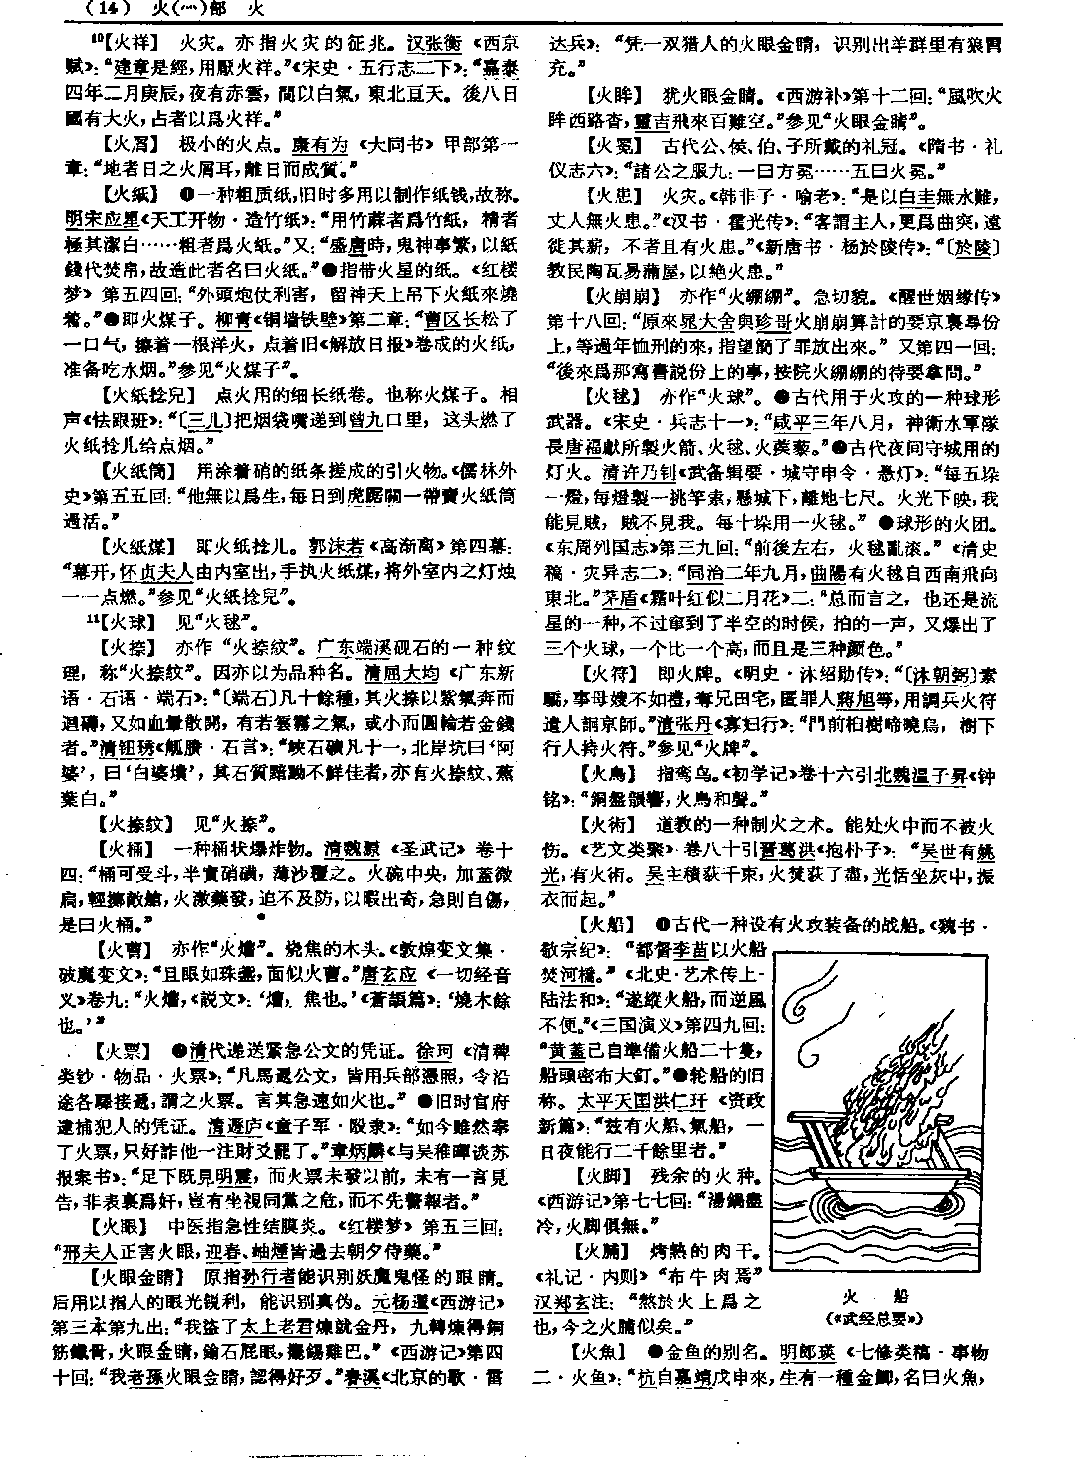 （14） 火(灬)部 火
¹⁰【火祥】 火灾。亦指火灾的征兆。汉张衡《西京
赋》：“建章是經，用厭火祥。”《宋史·五行志二下》：“嘉泰
四年二月庚辰，夜有赤雲，間以白氣，東北亘天。後八日
國有大火，占者以爲火祥。”
【火屑】 极小的火点。康有为《大同书》甲部第一
章：“地者日之火屑耳，離日而成質。”
【火紙】 ❶一种粗质纸，旧时多用以制作纸钱，故称。
明宋应星《天工开物·造竹纸》：“用竹蔴者爲竹紙，精者
極其潔白……粗者爲火紙。”又：“盛唐時，鬼神事繁，以紙
錢代焚帛，故造此者名曰火紙。”❷指带火星的纸。《红楼
梦》第五四回：“外頭炮仗利害，留神天上吊下火紙來燒
着。”❸即火煤子。柳青《铜墙铁壁》第二章：“曹区长松了
一口气，擦着一根洋火，点着旧《解放日报》卷成的火纸，
准备吃水烟。”参见“火煤子”。
【火紙捻兒】 点火用的细长纸卷。也称火煤子。相
声《怯跟班》：“〔三儿〕把烟袋嘴递到曾九口里，这头燃了
火纸捻儿给点烟。”
【火紙筒】 用涂着硝的纸条搓成的引火物。《儒林外
史》第五五回：“他無以爲生，每日到虎踞關一帶賣火紙筒
過活。”
【火纸煤】 即火纸捻儿。郭沫若《高渐离》第四幕：
“幕开，怀贞夫人由内室出，手执火纸煤，将外室内之灯烛
一一点燃。”参见“火紙捻兒”。
¹¹【火球】 见“火毬”。
【火捺】 亦作“火捺紋”。广东端溪砚石的一种纹
理，称“火捺紋”。因亦以为品种名。清屈大均《广东新
语·石语·端石》：“〔端石〕凡十餘種，其火捺以紫氣奔而
迴礴，又如血暈散開，有若雲霧之氣，或小而圓輪若金錢
者。”清钮琇《觚賸·石言》：“峽石礦凡十一，北岸坑曰‘阿
婆’，曰‘白婆墳’，其石質黯黝不鮮佳者，亦有火捺纹、蕉
葉白。”
【火捺纹】 见“火捺”。
【火桶】 一种桶状爆炸物。清魏源《圣武记》卷十
四：“桶可受斗，半實硝磺，薄沙覆之。火碗中央，加蓋微
扃，輕擲敵艙，火激藥發，迫不及防，以暇出奇，急則自傷，
是曰火桶。”
【火曹】 亦作“火𤏶”。烧焦的木头。《敦煌变文集·
破魔变文》：“且眼如珠盞，面似火曹。”唐玄应《一切经音
义》卷九：“火𤏶，《説文》：‘𤏶，焦也。’《蒼頡篇》：‘燒木餘
也。’”
【火票】 ❶清代递送紧急公文的凭证。徐珂《清稗
类钞·物品·火票》：“凡馬遞公文，皆用兵部憑照，令沿
途各驛接遞，謂之火票。言其急速如火也。”❷旧时官府
逮捕犯人的凭证。清遯庐《童子军·殴隶》：“如今雖然拿
了火票，只好詐他一注財爻罷了。”章炳麟《与吴稚暉谈苏
报案书》：“足下既見明震，而火票未發以前，未有一言見
告，非表裏爲奸，豈有坐視同黨之危，而不先警報者。”
【火眼】 中医指急性结膜炎。《红楼梦》第五三回：
“邢夫人正害火眼，迎春、岫煙皆過去朝夕侍藥。”
【火眼金睛】 原指孙行者能识别妖魔鬼怪的眼睛。
后用以指人的眼光锐利，能识别真伪。元杨暹《西游记》
第三本第九出：“我盗了太上老君煉就金丹，九轉煉得銅
筋鐵骨，火眼金睛，鍮石屁眼，擺錫雞巴。”《西游记》第四
十回：“我老孫火眼金睛，認得好歹。”春溪《北京的歌·雷
达兵》：“凭一双猎人的火眼金睛，识别出羊群里有狼冒
充。”
【火眸】 犹火眼金睛。《西游补》第十二回：“風吹火
眸西路杳，靈吉飛來百難空。”参见“火眼金睛”。
【火冕】 古代公、侯、伯、子所戴的礼冠。《隋书·礼
仪志六》：“諸公之服九：一曰方冕……五曰火冕。”
【火患】 火灾。《韩非子·喻老》：“是以白圭無水難，
丈人無火患。”《汉书·霍光传》：“客謂主人，更爲曲突，遠
徙其薪，不者且有火患。”《新唐书·杨於陵传》：“〔於陵〕
教民陶瓦易蒲屋，以絶火患。”
【火崩崩】 亦作“火綳綳”。急切貌。《醒世姻缘传》
第十八回：“原來晁大舍與珍哥火崩崩算計的要京裏尋份
上，等過年恤刑的來，指望簡了罪放出來。”又第四一回：
“後來爲那寫書説份上的事，按院火綳綳的待要拿問。”
【火毬】 亦作“火球”。❶古代用于火攻的一种球形
武器。《宋史·兵志十一》：“咸平三年八月，神衛水軍隊
長唐福獻所製火箭、火毬、火蒺藜。”❷古代夜间守城用的
灯火。清许乃钊《武备辑要·城守申令·悬灯》：“每五垛
一燈，每燈製一挑竿索，懸城下，離地七尺。火光下映，我
能見賊，賊不見我。每十垛用一火毬。”❸球形的火团。
《东周列国志》第三九回：“前後左右，火毬亂滚。”《清史
稿·灾异志二》：“同治二年九月，曲陽有火毬自西南飛向
東北。”茅盾《霜叶红似二月花》二：“总而言之，也还是流
星的一种，不过窜到了半空的时候，拍的一声，又爆出了
三个火球，一个比一个高，而且是三种颜色。”
【火符】 即火牌。《明史·沐绍勋传》：“〔沐朝弼〕素
驕，事母嫂不如禮，奪兄田宅，匿罪人蔣旭等，用調兵火符
遣人詗京師。”清张丹《寡妇行》：“門前柏樹啼曉烏，樹下
行人持火符。”参见“火牌”。
【火鳥】 指鸾鸟。《初学记》卷十六引北魏温子昇《钟
铭》：“銅盤韻響，火鳥和聲。”
【火術】 道教的一种制火之术。能处火中而不被火
伤。《艺文类聚》卷八十引晋葛洪《抱朴子》：“吴世有姚
光，有火術。吴主積荻千束，火焚荻了盡，光恬坐灰中，振
衣而起。”
【火船】 ❶古代一种设有火攻装备的战船。《魏书·
敬宗纪》：“都督李苗以火船
焚河橋。”《北史·艺术传上·
陆法和》：“遂縱火船，而逆風
不便。”《三国演义》第四九回：
“黄蓋已自準備火船二十隻，
船頭密布大釘。”❷轮船的旧
称。太平天囯洪仁玕《资政
新篇》：“兹有火船、氣船，一
日夜能行二千餘里者。”
【火脚】 残余的火种。
《西游记》第七七回：“湯鍋盡
冷，火脚俱無。”
【火脯】 烤熟的肉干。
《礼记·内则》“布牛肉焉”
汉郑玄注：“熬於火上爲之
也，今之火脯似矣。”
火 船
（《武经总要》）
【火魚】 ❶金鱼的别名。明郎瑛《七修类稿·事物
二·火鱼》：“杭自嘉靖戊申來，生有一種金鯽，名曰火魚，